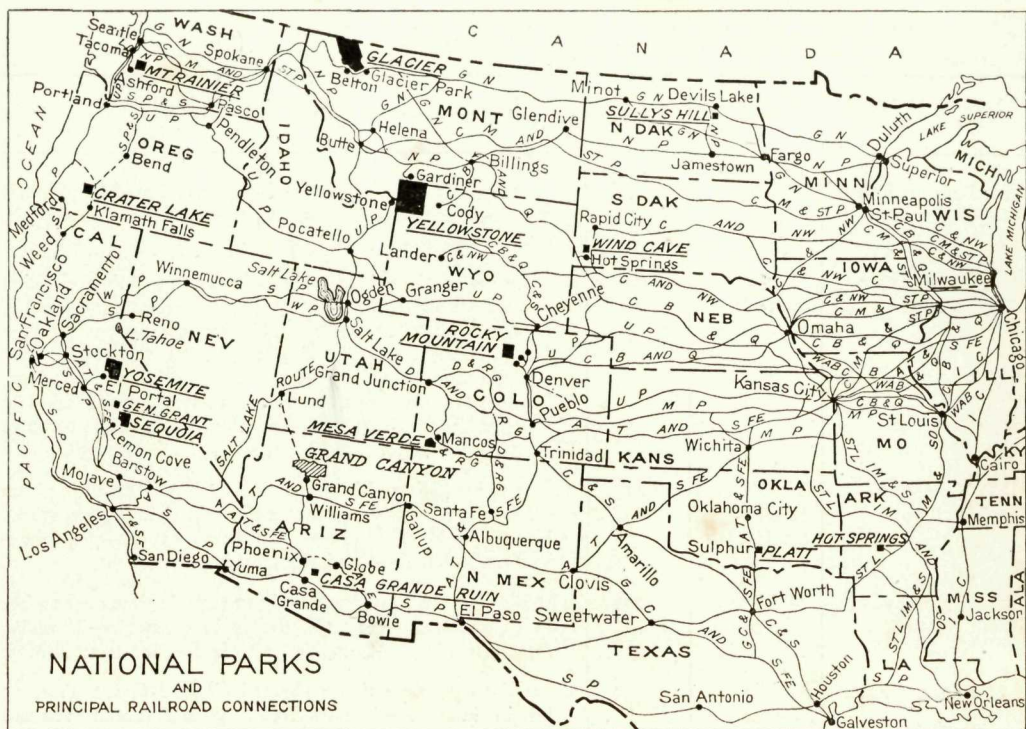 C A N A D A
WASH
Seattle
Tacoma
Spokane
MT RAINIER
Ashford
Portland
Pasco
Pendleton
OREG
Bend
IDAHO
GLACIER
Glacier Park
Belton
MONT
Helena
Glendive
Butte
Billings
Gardiner
Yellowstone
Cody
YELLOWSTONE
Minot
Devils Lake
SULLYS HILL
N DAK
Jamestown
Fargo
Duluth
LAKE SUPERIOR
Superior
MICH
MINN
Minneapolis
St Paul
WIS
LAKE MICHIGAN
S DAK
Rapid City
WIND CAVE
Hot Springs
IOWA
Milwaukee
Chicago
Medford
CRATER LAKE
Klamath Falls
Weed
CAL
Pocatello
Lander
WYO
Granger
Cheyenne
NEB
Omaha
Winnemucca
Salt Lake
Ogden
San Francisco
Oakland
Sacramento
Reno
L Tahoe
NEV
Stockton
YOSEMITE
El Portal
Merced
GEN. GRANT
SEQUOIA
Lemon Cove
Barstow
Mojave
Salt Lake
UTAH
ROUTE
Lund
SALT LAKE
Grand Junction
ROCKY
MOUNTAIN
Denver
COLO
Pueblo
MESA VERDE
Mancos
Trinidad
KANS
Kansas City
Wichita
St Louis
MO
ILL
KY
Cairo
TENN
Memphis
GRAND CANYON
Grand Canyon
Williams
ARIZ
Gallup
Santa Fe
Albuquerque
N MEX
Clovis
Amarillo
OKLA
Oklahoma City
Sulphur
PLATT
ARK
HOT SPRINGS
MISS
Jackson
ALA
Los Angeles
San Diego
Yuma
Phoenix
Globe
CASA GRANDE RUIN
Casa
Grande
Bowie
El Paso
Sweetwater
Fort Worth
TEXAS
San Antonio
Houston
Galveston
LA
New Orleans
PACIFIC OCEAN
NATIONAL PARKS
AND
PRINCIPAL RAILROAD CONNECTIONS